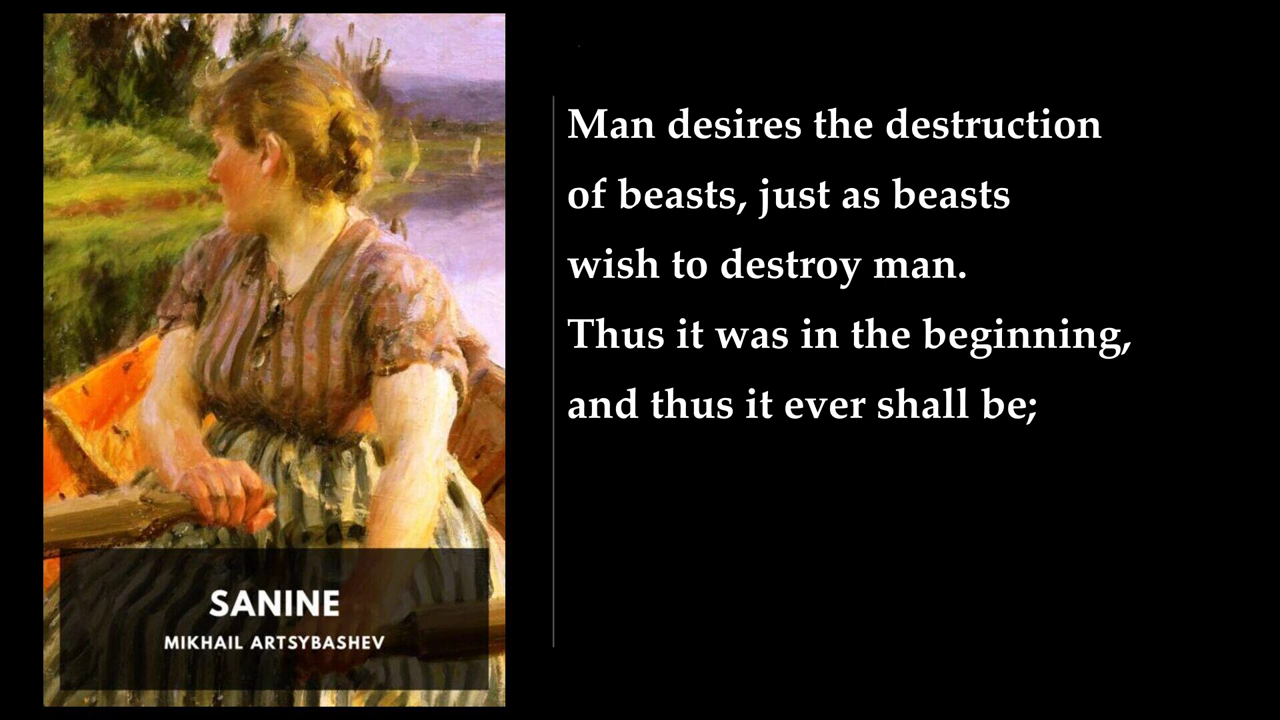 SANINE
MIKHAIL ARTSYBASHEV
Man desires the destruction
of beasts, just as beasts
wish to destroy man.
Thus it was in the beginning,
and thus it ever shall be;